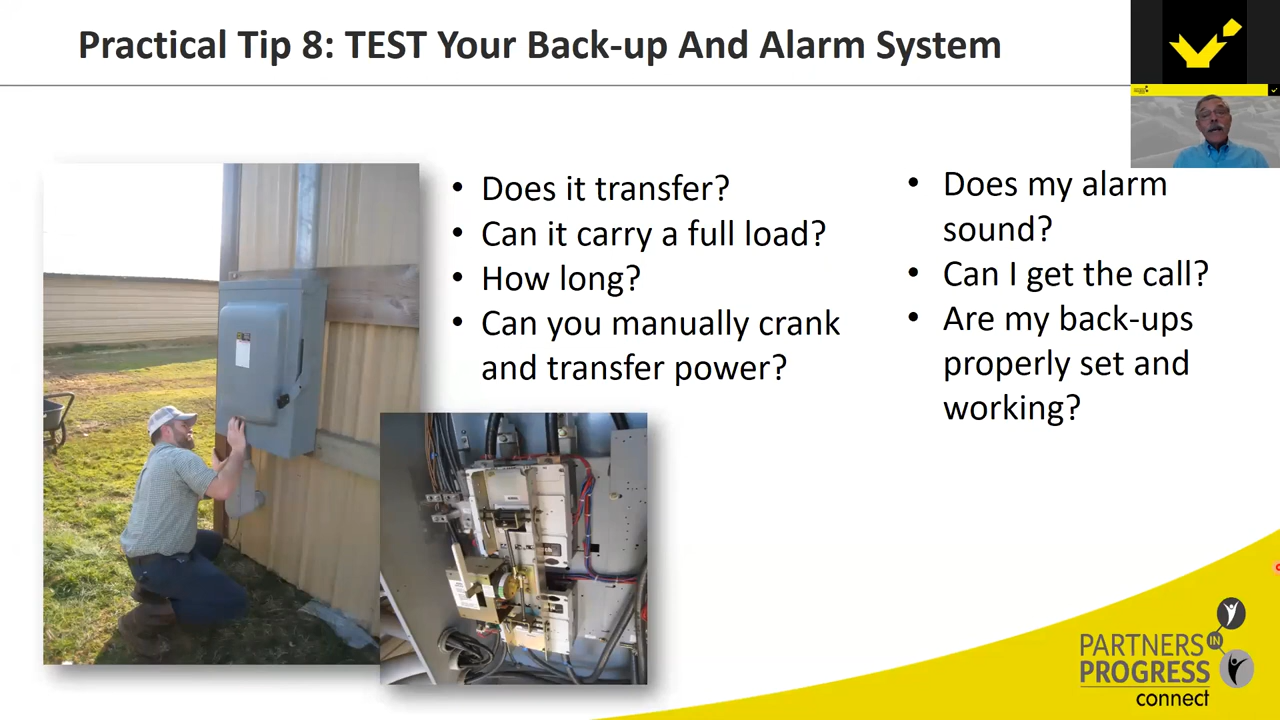 Practical Tip 8: TEST Your Back-up And Alarm System
• Does it transfer?
• Can it carry a full load?
• How long?
• Can you manually crank
and transfer power?
• Does my alarm
sound?
• Can I get the call?
• Are my back-ups
properly set and
working?
PARTNERS IN
PROGRESS
connect